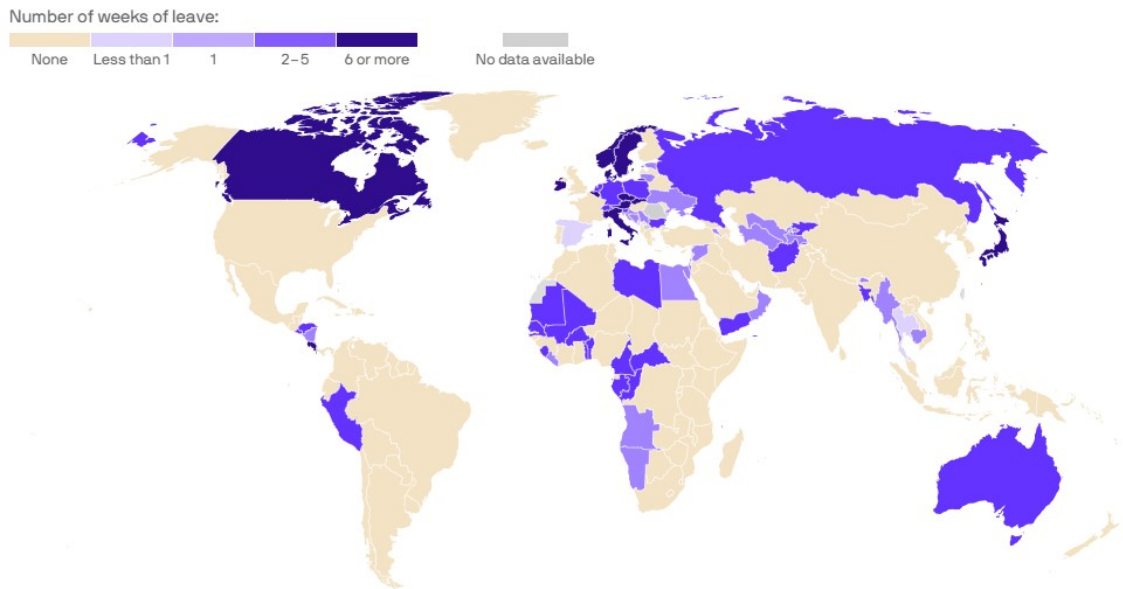 Number of weeks of leave:
None Less than 1 1 2–5 6 or more No data available